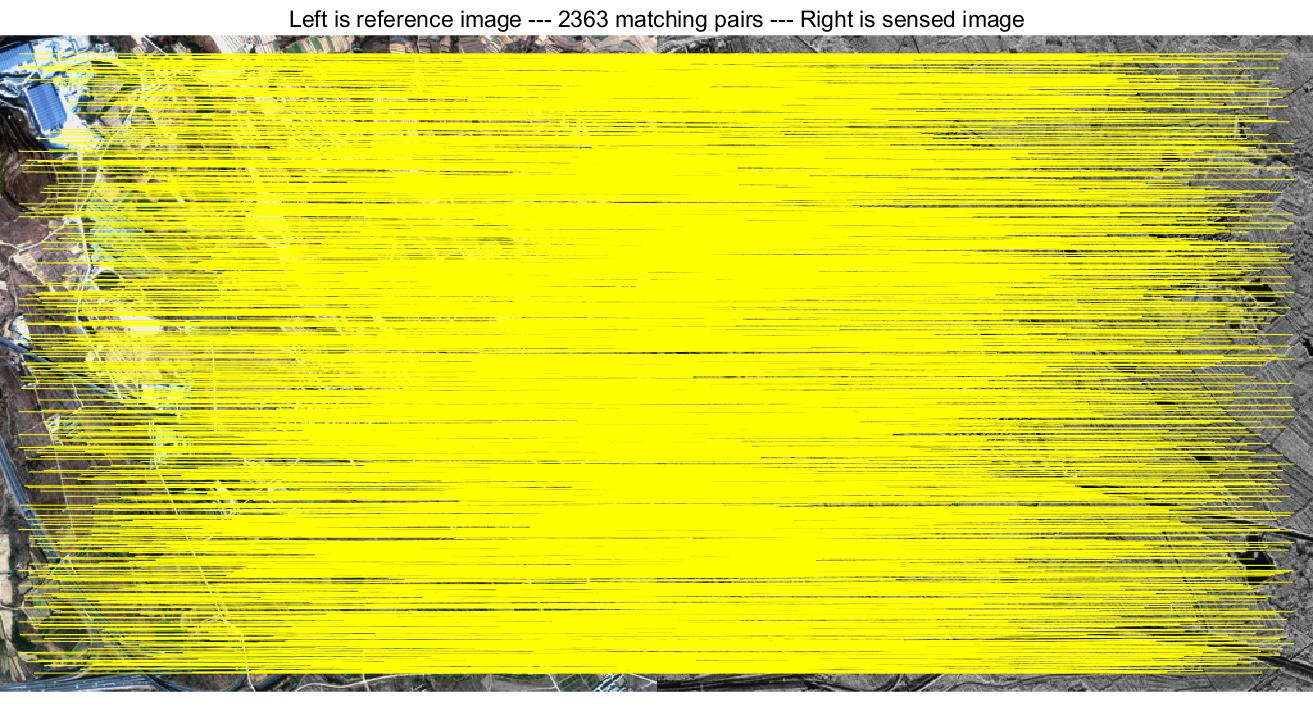 Left is reference image --- 2363 matching pairs --- Right is sensed image